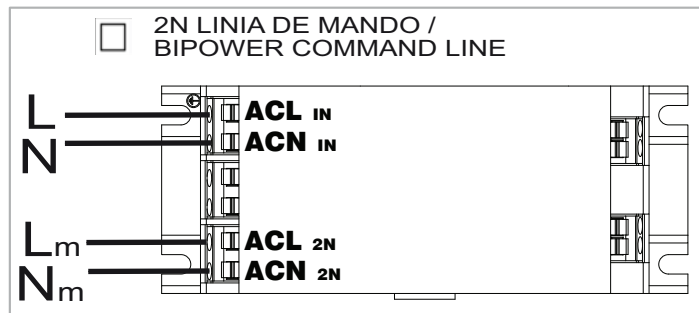 2N LINIA DE MANDO /
BIPOWER COMMAND LINE
L ACL IN
N ACN IN
Lm ACL 2N
Nm ACN 2N